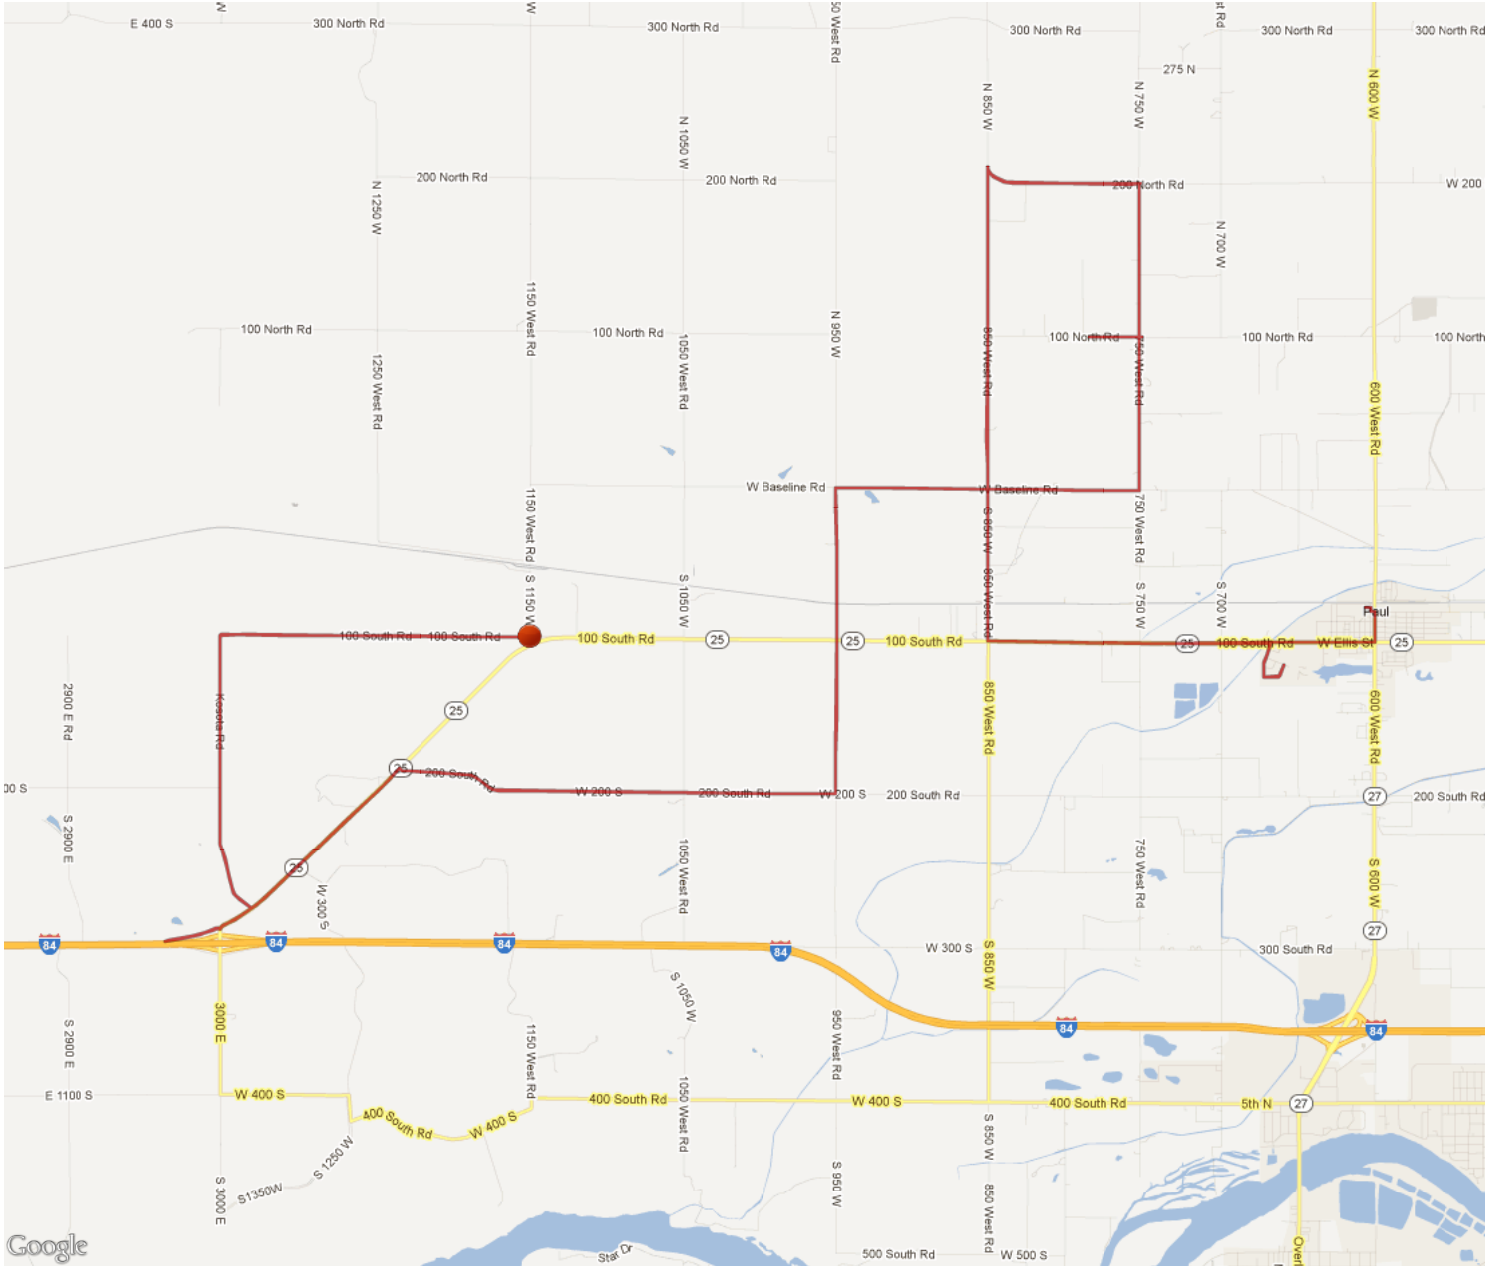 E 400 S
300 North Rd
300 North Rd
50 West Rd
300 North Rd
300 North Rd
300 North Rd
275 N
N 1050 W
N 850 W
N 750 W
N 600 W
200 North Rd
200 North Rd
200 North Rd
W 200
N 1250 W
N 700 W
1150 West Rd
100 North Rd
100 North Rd
N 950 W
100 North Rd
100 North Rd
100 North
1250 West Rd
1050 West Rd
850 West Rd
750 West Rd
600 West Rd
W Baseline Rd
W Baseline Rd
1150 West Rd
S 850 W
750 West Rd
S 1150 W
S 1050 W
850 West Rd
S 750 W
S 700 W
Paul
100 South Rd
100 South Rd
100 South Rd
25
25
100 South Rd
25
100 South Rd
W Ellis St
25
2900 E Rd
Kosota Rd
25
850 West Rd
600 West Rd
25
200 South Rd
00 S
W 200 S
200 South Rd
W 200 S
200 South Rd
27
200 South Rd
S 2900 E
25
W 300 S
1050 West Rd
750 West Rd
S 600 W
84
84
84
84
W 300 S
S 850 W
300 South Rd
27
S 2900 E
3000 E
1150 West Rd
S 1050 W
950 West Rd
84
84
E 1100 S
W 400 S
400 South Rd
W 400 S
400 South Rd
1050 West Rd
W 400 S
400 South Rd
5th N
27
S 1250 W
S 850 W
S1350W
S 3000 E
S 950 W
850 West Rd
Google
Star Dr
500 South Rd
W 500 S